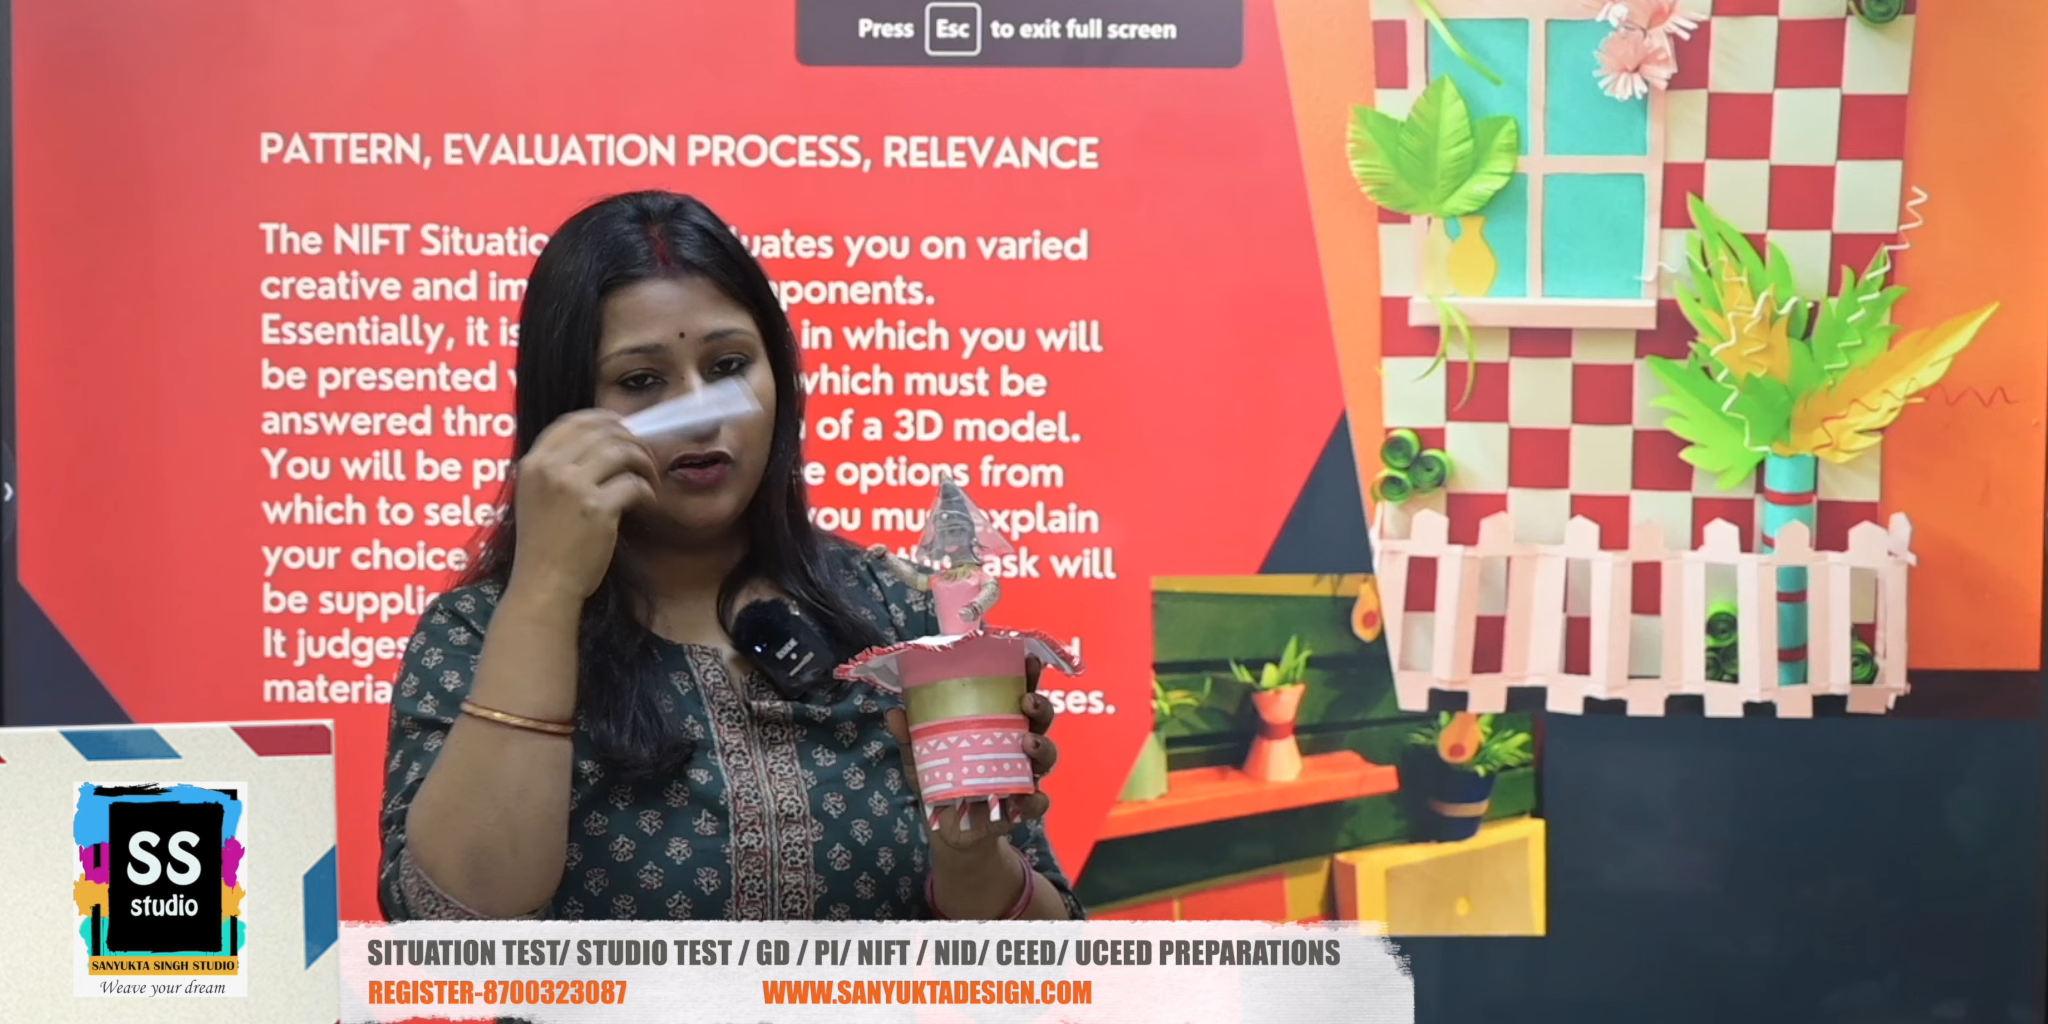 Press Esc to exit full screen
PATTERN, EVALUATION PROCESS, RELEVANCE
The NIFT Situatio uates you on varied
creative and im ponents.
Essentially, it is in which you will
be presented which must be
answered thro of a 3D model.
You will be pr e options from
which to sele you mu explain
your choice this ask will
be supplie
It judges d
materia ses.
SS
studio
SANYUKTA SINGH STUDIO
Weave your dream
SITUATION TEST/ STUDIO TEST / GD / PI/ NIFT / NID/ CEED/ UCEED PREPARATIONS
REGISTER-8700323087 WWW.SANYUKTADESIGN.COM